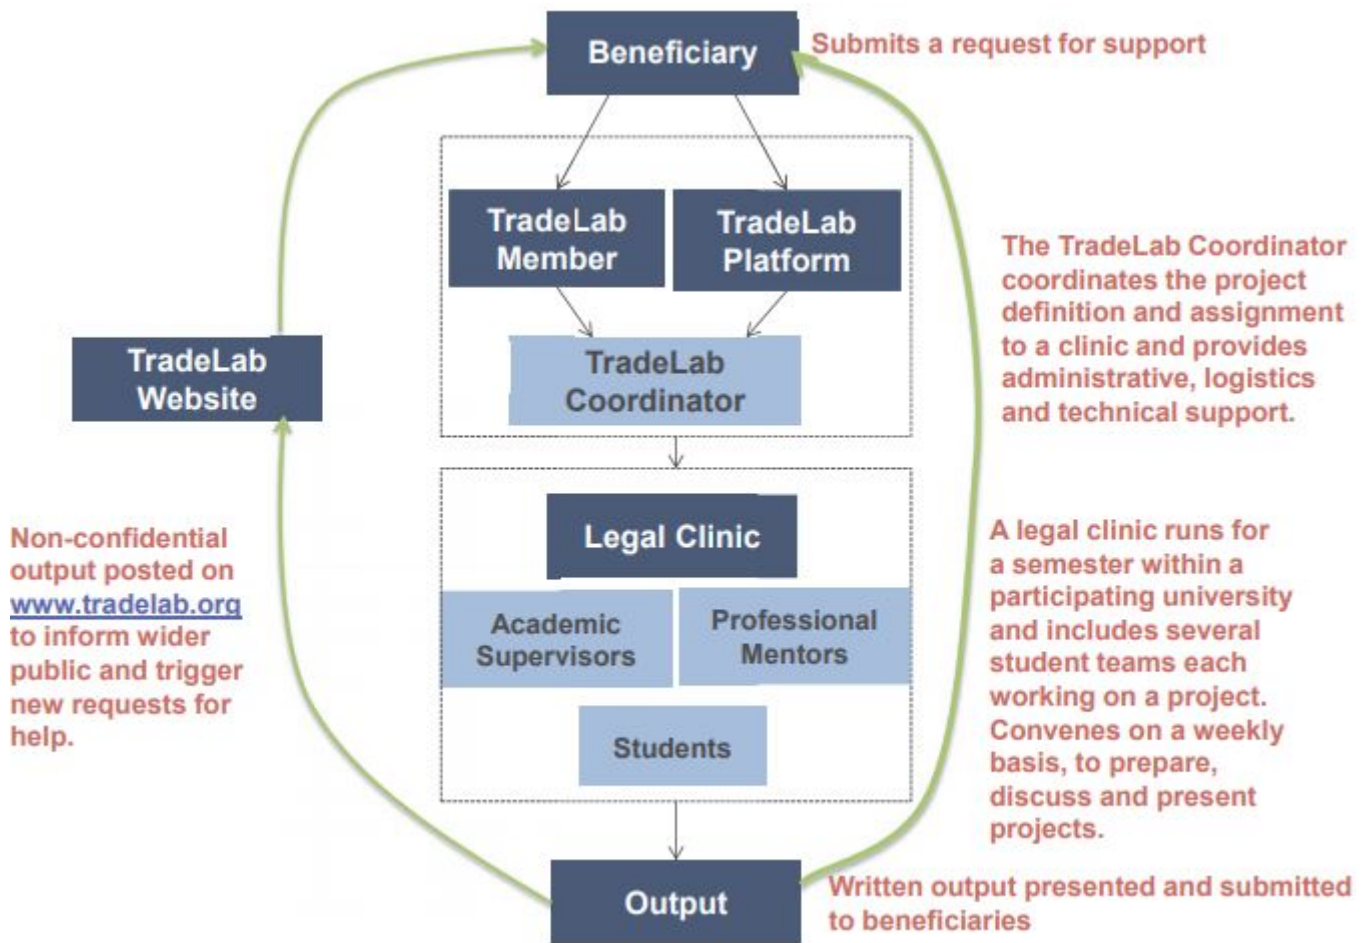 Beneficiary
Submits a request for support
TradeLab
Member
TradeLab
Platform
The TradeLab Coordinator
coordinates the project
definition and assignment
to a clinic and provides
administrative, logistics
and technical support.
TradeLab
Website
TradeLab
Coordinator
Legal Clinic
Academic
Supervisors
Professional
Mentors
Students
Non-confidential
output posted on
www.tradelab.org
to inform wider
public and trigger
new requests for
help.
A legal clinic runs for
a semester within a
participating university
and includes several
student teams each
working on a project.
Convenes on a weekly
basis, to prepare,
discuss and present
projects.
Output
Written output presented and submitted
to beneficiaries